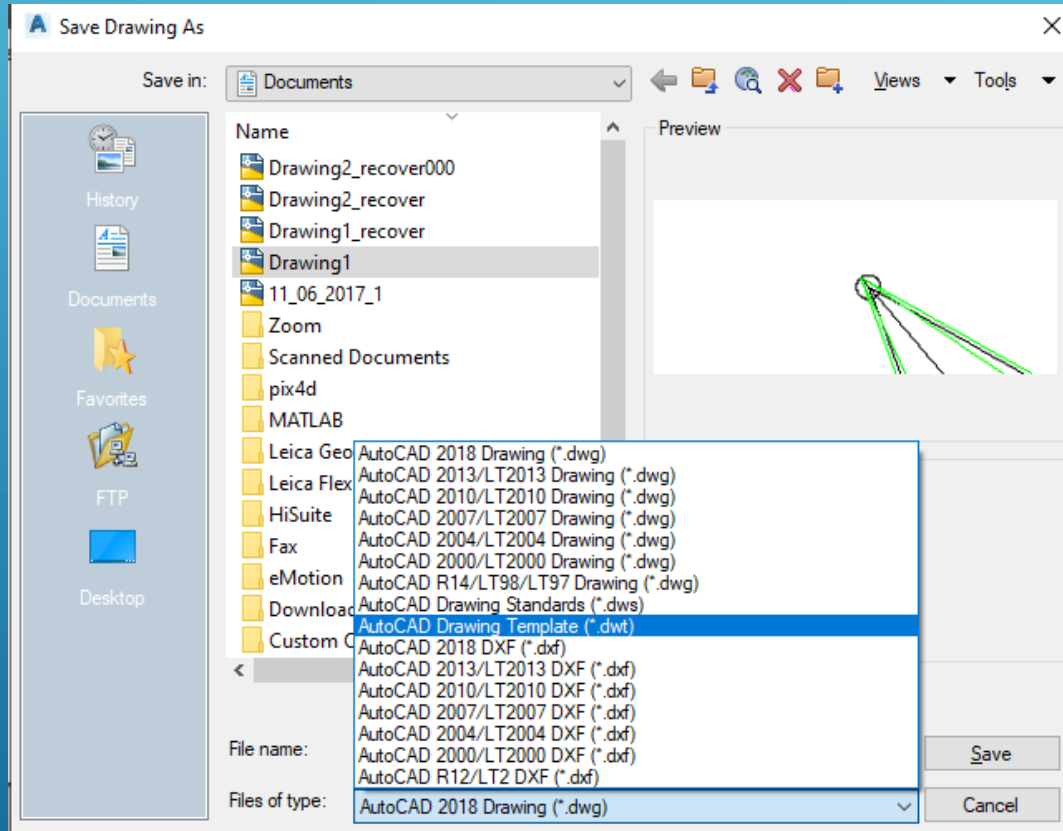 Save Drawing As
Save in:
Documents
Views
Tools
History
Documents
Favorites
FTP
Desktop
Name
Drawing2_recover000
Drawing2_recover
Drawing1_recover
Drawing1
11_06_2017_1
Zoom
Scanned Documents
pix4d
MATLAB
Leica Geo
Leica Flex
HiSuite
Fax
eMotion
Download
Custom
Preview
AutoCAD 2018 Drawing (*.dwg)
AutoCAD 2013/LT2013 Drawing (*.dwg)
AutoCAD 2010/LT2010 Drawing (*.dwg)
AutoCAD 2007/LT2007 Drawing (*.dwg)
AutoCAD 2004/LT2004 Drawing (*.dwg)
AutoCAD 2000/LT2000 Drawing (*.dwg)
AutoCAD R14/LT98/LT97 Drawing (*.dwg)
AutoCAD Drawing Standards (*.dws)
AutoCAD Drawing Template (*.dwt)
AutoCAD 2018 DXF (*.dxf)
AutoCAD 2013/LT2013 DXF (*.dxf)
AutoCAD 2010/LT2010 DXF (*.dxf)
AutoCAD 2007/LT2007 DXF (*.dxf)
AutoCAD 2004/LT2004 DXF (*.dxf)
AutoCAD 2000/LT2000 DXF (*.dxf)
AutoCAD R12/LT2 DXF (*.dxf)
File name:
Save
Files of type:
AutoCAD 2018 Drawing (*.dwg)
Cancel